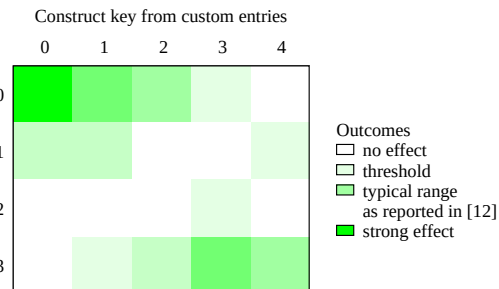 Construct key from custom entries
0 1 2 3 4
0
1
2
3
Outcomes
no effect
threshold
typical range
as reported in [12]
strong effect